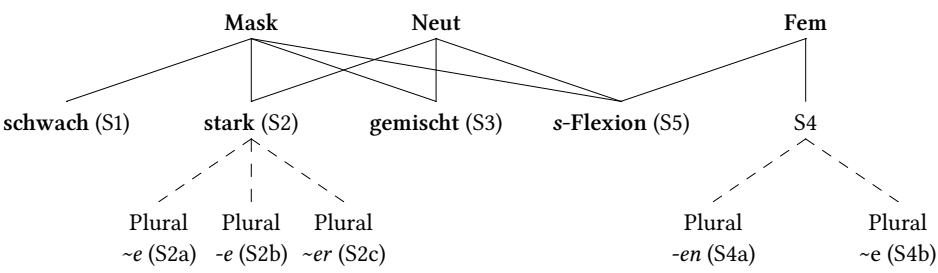 Mask Neut Fem
schwach (S1) stark (S2) gemischt (S3) s-Flexion (S5) S4
Plural Plural Plural Plural Plural
~e (S2a) -e (S2b) ~er (S2c) -en (S4a) ~e (S4b)